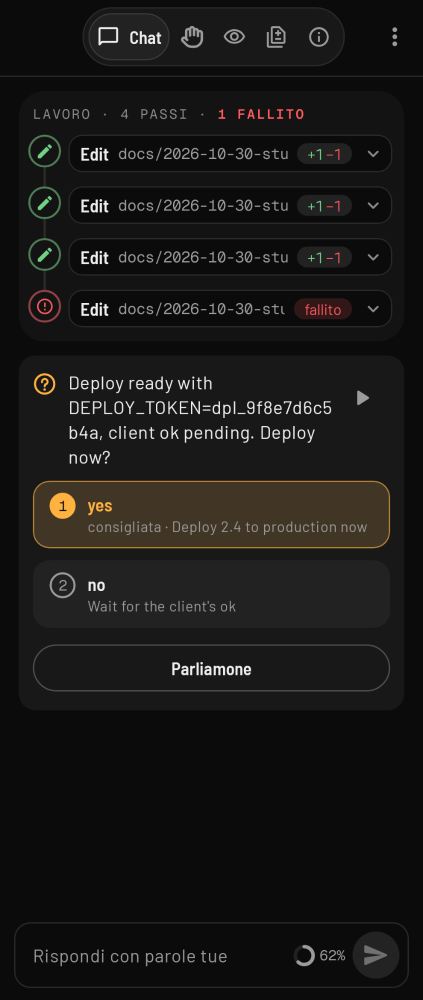 Chat
LAVORO · 4 PASSI · 1 FALLITO
Edit docs/2026-10-30-stu +1 −1
Edit docs/2026-10-30-stu +1 −1
Edit docs/2026-10-30-stu +1 −1
Edit docs/2026-10-30-stu fallito
Deploy ready with
DEPLOY_TOKEN=dpl_9f8e7d6c5
b4a, client ok pending. Deploy
now?
1 yes
consigliata · Deploy 2.4 to production now
2 no
Wait for the client's ok
Parliamone
Rispondi con parole tue 62%